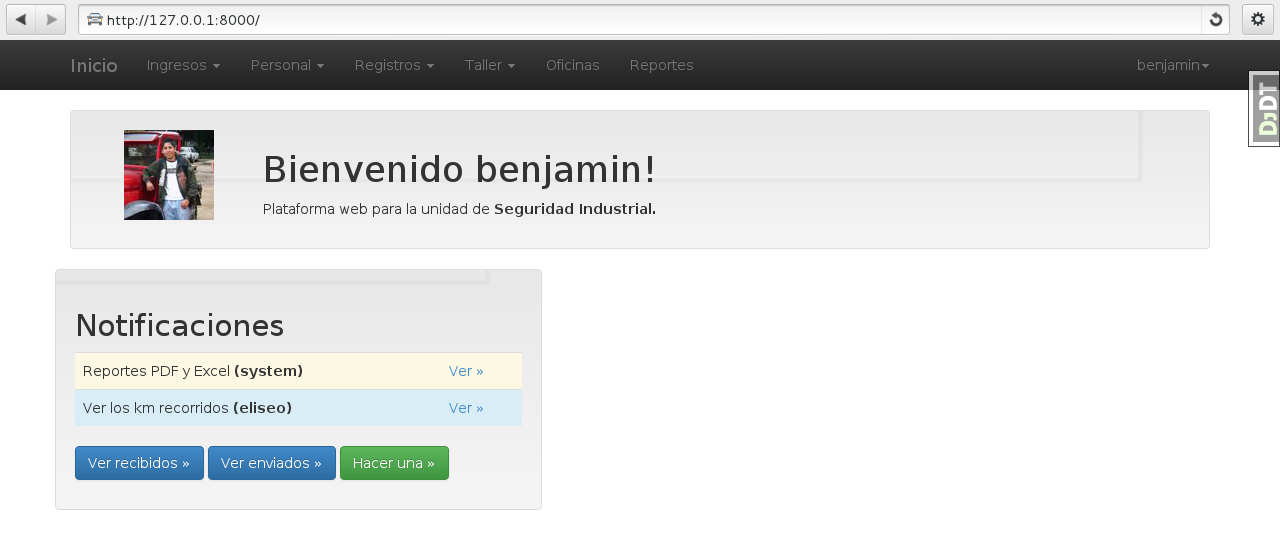 http://127.0.0.1:8000/
Inicio Ingresos Personal Registros Taller Oficinas Reportes benjamin
DjDT
Bienvenido benjamin!
Plataforma web para la unidad de Seguridad Industrial.
Notificaciones
Reportes PDF y Excel (system) Ver »
Ver los km recorridos (eliseo) Ver »
Ver recibidos » Ver enviados » Hacer una »